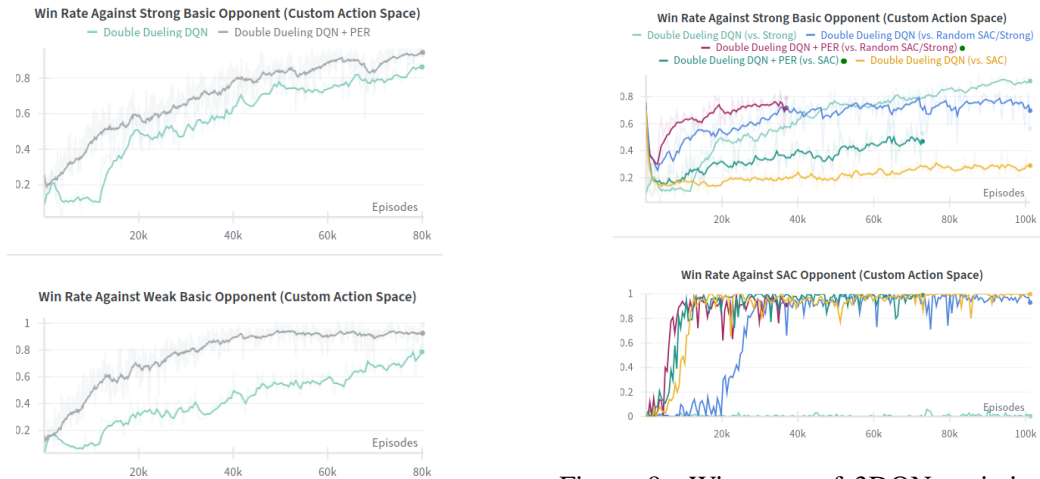 Win Rate Against Strong Basic Opponent (Custom Action Space)
Double Dueling DQN Double Dueling DQN + PER
0.8
0.6
0.4
0.2
Episodes
20k 40k 60k 80k
Win Rate Against Weak Basic Opponent (Custom Action Space)
1
0.8
0.6
0.4
0.2
Episodes
20k 40k 60k 80k
Win Rate Against Strong Basic Opponent (Custom Action Space)
Double Dueling DQN (vs. Strong) Double Dueling DQN (vs. Random SAC/Strong)
Double Dueling DQN + PER (vs. Random SAC/Strong)
Double Dueling DQN + PER (vs. SAC) Double Dueling DQN (vs. SAC)
0.8
0.6
0.4
0.2
Episodes
20k 40k 60k 80k 100k
Win Rate Against SAC Opponent (Custom Action Space)
1
0.8
0.6
0.4
0.2
0
Episodes
20k 40k 60k 80k 100k